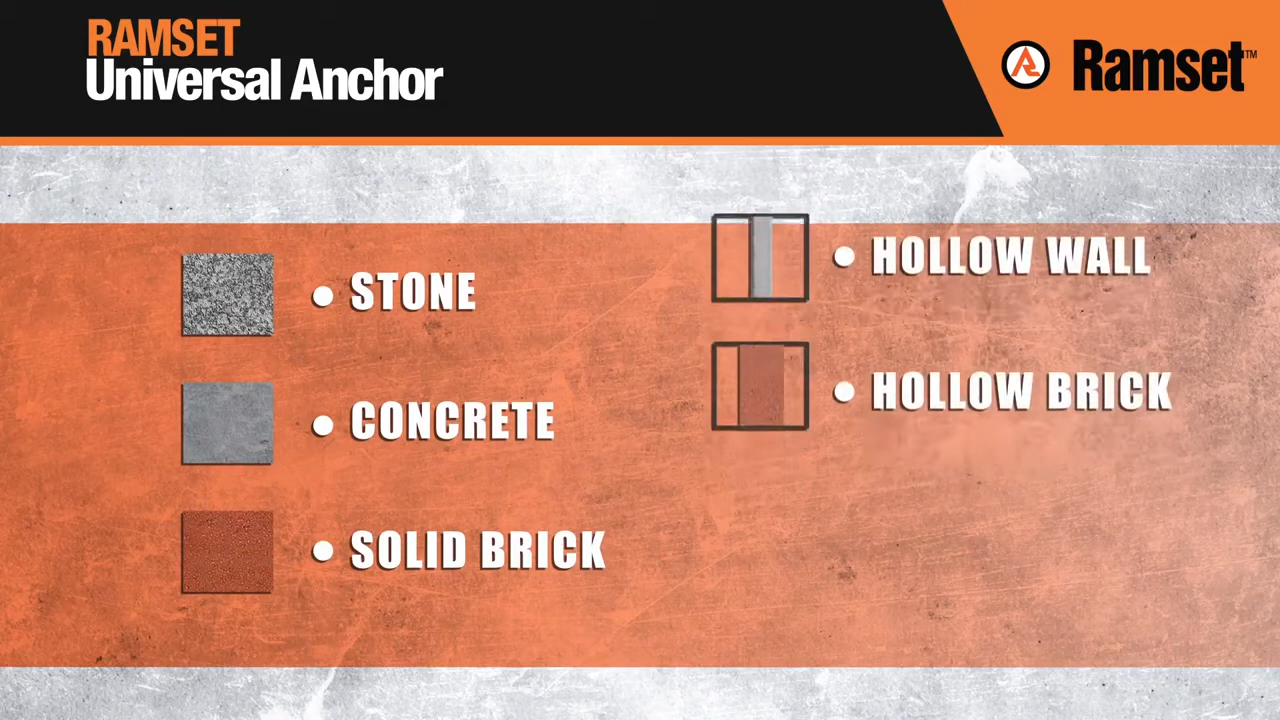 RAMSET
Universal Anchor
Ramset™
• STONE
• CONCRETE
• SOLID BRICK
• HOLLOW WALL
• HOLLOW BRICK